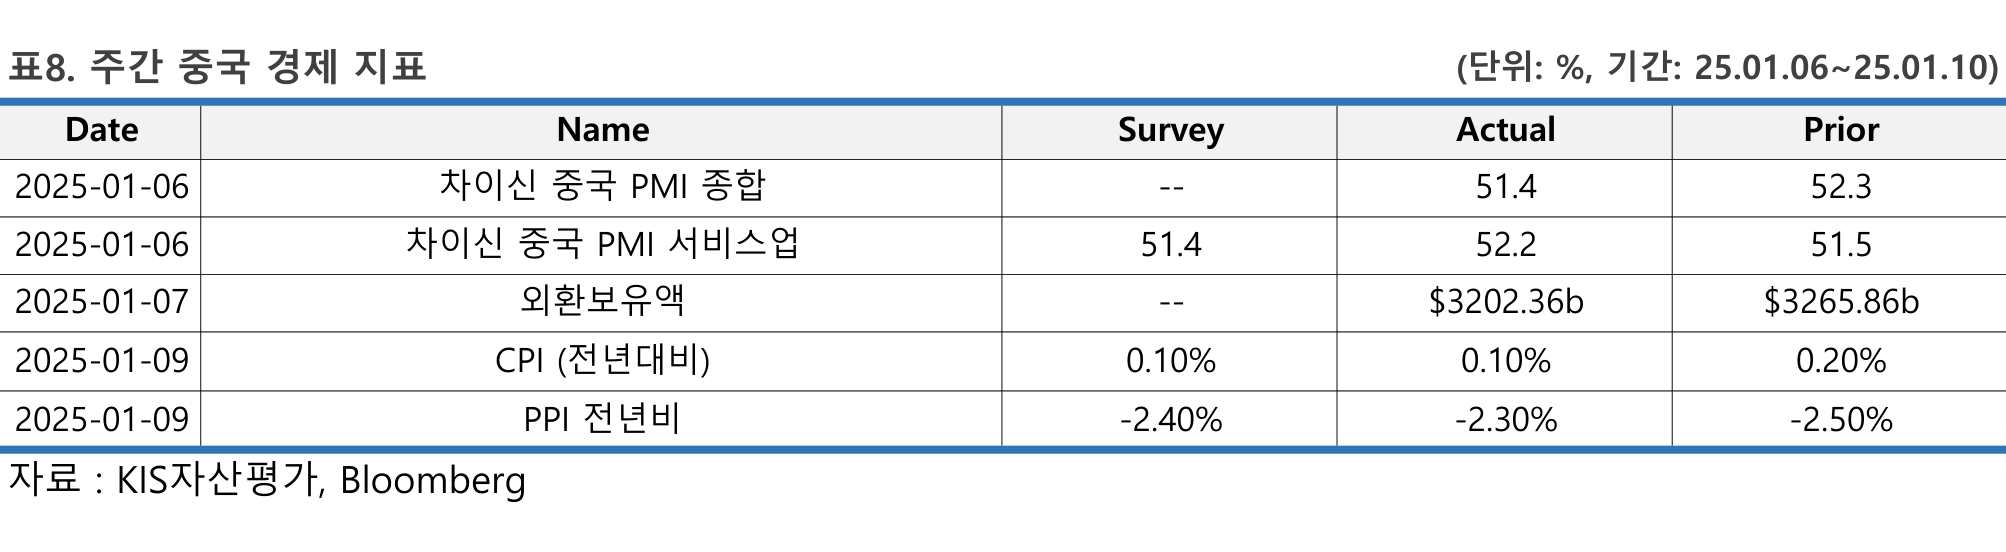 표8. 주간 중국 경제 지표 (단위: %, 기간: 25.01.06~25.01.10)
Date Name Survey Actual Prior
2025-01-06 차이신 중국 PMI 종합 -- 51.4 52.3
2025-01-06 차이신 중국 PMI 서비스업 51.4 52.2 51.5
2025-01-07 외환보유액 -- $3202.36b $3265.86b
2025-01-09 CPI (전년대비) 0.10% 0.10% 0.20%
2025-01-09 PPI 전년비 -2.40% -2.30% -2.50%
자료 : KIS자산평가, Bloomberg